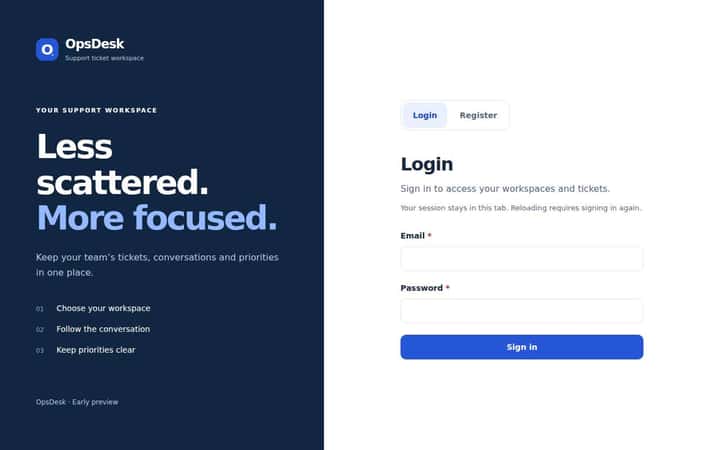 O.
OpsDesk
Support ticket workspace
YOUR SUPPORT WORKSPACE
Less
scattered.
More focused.
Keep your team's tickets, conversations and priorities
in one place.
01 Choose your workspace
02 Follow the conversation
03 Keep priorities clear
OpsDesk · Early preview
Login Register
Login
Sign in to access your workspaces and tickets.
Your session stays in this tab. Reloading requires signing in again.
Email *
Password *
Sign in